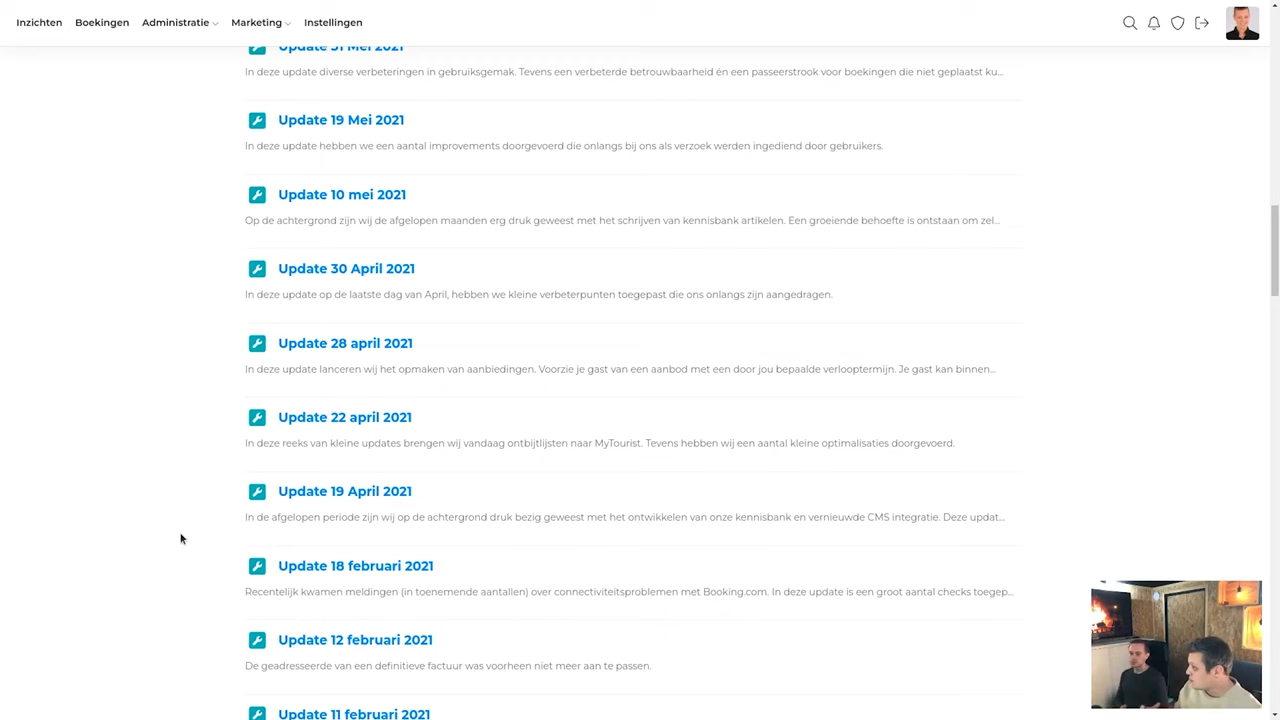 Inzichten Boekingen Administratie Marketing Instellingen
Update 31 Mei 2021
In deze update diverse verbeteringen in gebruiksgemak. Tevens een verbeterde betrouwbaarheid én een passeerstrook voor boekingen die niet geplaatst ku...
Update 19 Mei 2021
In deze update hebben we een aantal improvements doorgevoerd die onlangs bij ons als verzoek werden ingediend door gebruikers.
Update 10 mei 2021
Op de achtergrond zijn wij de afgelopen maanden erg druk geweest met het schrijven van kennisbank artikelen. Een groeiende behoefte is ontstaan om zel...
Update 30 April 2021
In deze update op de laatste dag van April, hebben we kleine verbeterpunten toegepast die ons onlangs zijn aangedragen.
Update 28 april 2021
In deze update lanceren wij het opmaken van aanbiedingen. Voorzie je gast van een aanbod met een door jou bepaalde verlooptermijn. Je gast kan binnen...
Update 22 april 2021
In deze reeks van kleine updates brengen wij vandaag ontbijtlijsten naar MyTourist. Tevens hebben wij een aantal kleine optimalisaties doorgevoerd.
Update 19 April 2021
In de afgelopen periode zijn wij op de achtergrond druk bezig geweest met het ontwikkelen van onze kennisbank en vernieuwde CMS integratie. Deze updat...
Update 18 februari 2021
Recentelijk kwamen meldingen (in toenemende aantallen) over connectiviteitsproblemen met Booking.com. In deze update is een groot aantal checks toegep...
Update 12 februari 2021
De geadresseerde van een definitieve factuur was voorheen niet meer aan te passen.
Update 11 februari 2021